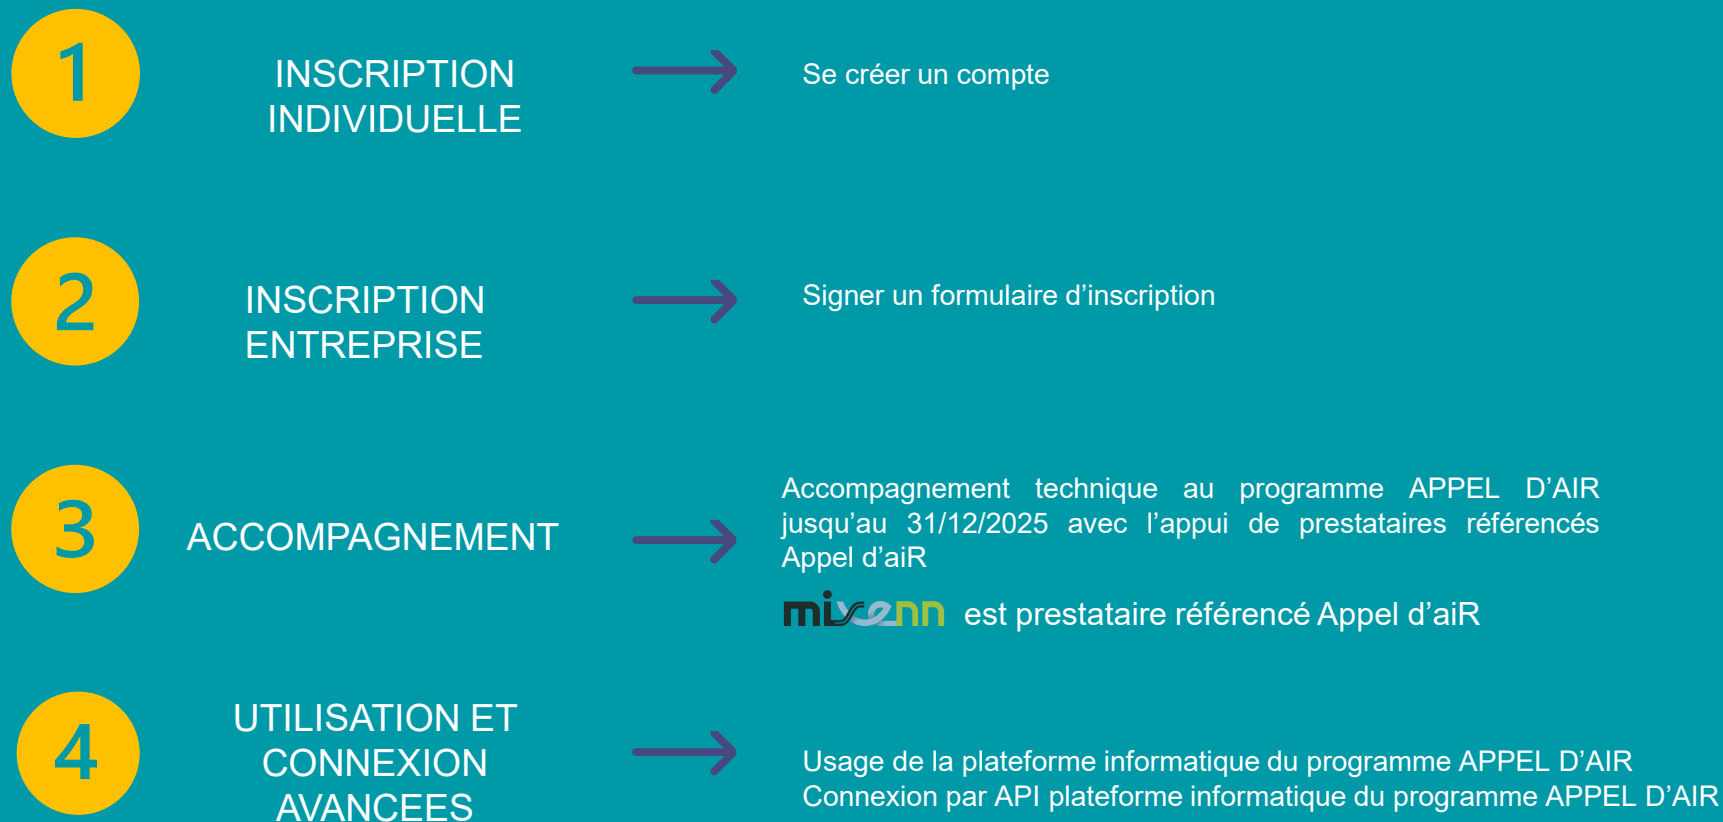 1
INSCRIPTION
INDIVIDUELLE
Se créer un compte
2
INSCRIPTION
ENTREPRISE
Signer un formulaire d’inscription
3
ACCOMPAGNEMENT
Accompagnement technique au programme APPEL D’AIR
jusqu’au 31/12/2025 avec l’appui de prestataires référencés
Appel d’aiR
mixenn est prestataire référencé Appel d’aiR
4
UTILISATION ET
CONNEXION
AVANCEES
Usage de la plateforme informatique du programme APPEL D’AIR
Connexion par API plateforme informatique du programme APPEL D’AIR